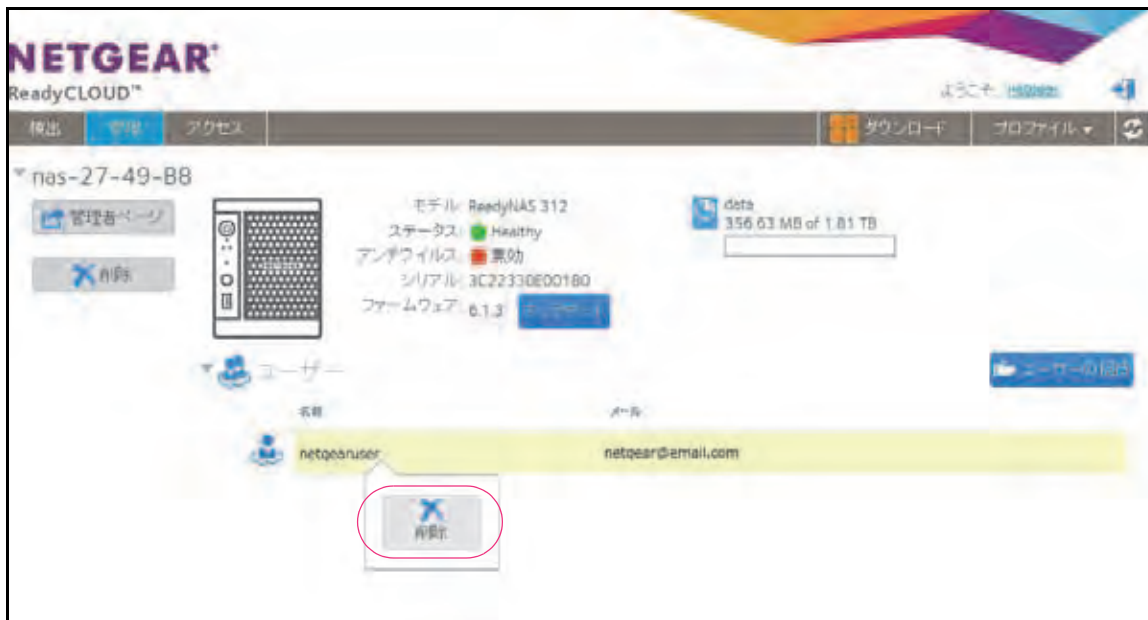 NETGEAR®
ReadyCLOUD™
ようこそ、
検出 管理 アクセス ダウンロード プロファイル
nas-27-49-B8
管理者ページ
削除
モデル ReadyNAS 312
ステータス Healthy
アンチウイルス 無効
シリアル 3C22330E001B0
ファームウェア 6.1.3
data
356.63 MB of 1.81 TB
ユーザー
ユーザーの招待
名前 メール
netgearuser netgear@email.com
削除